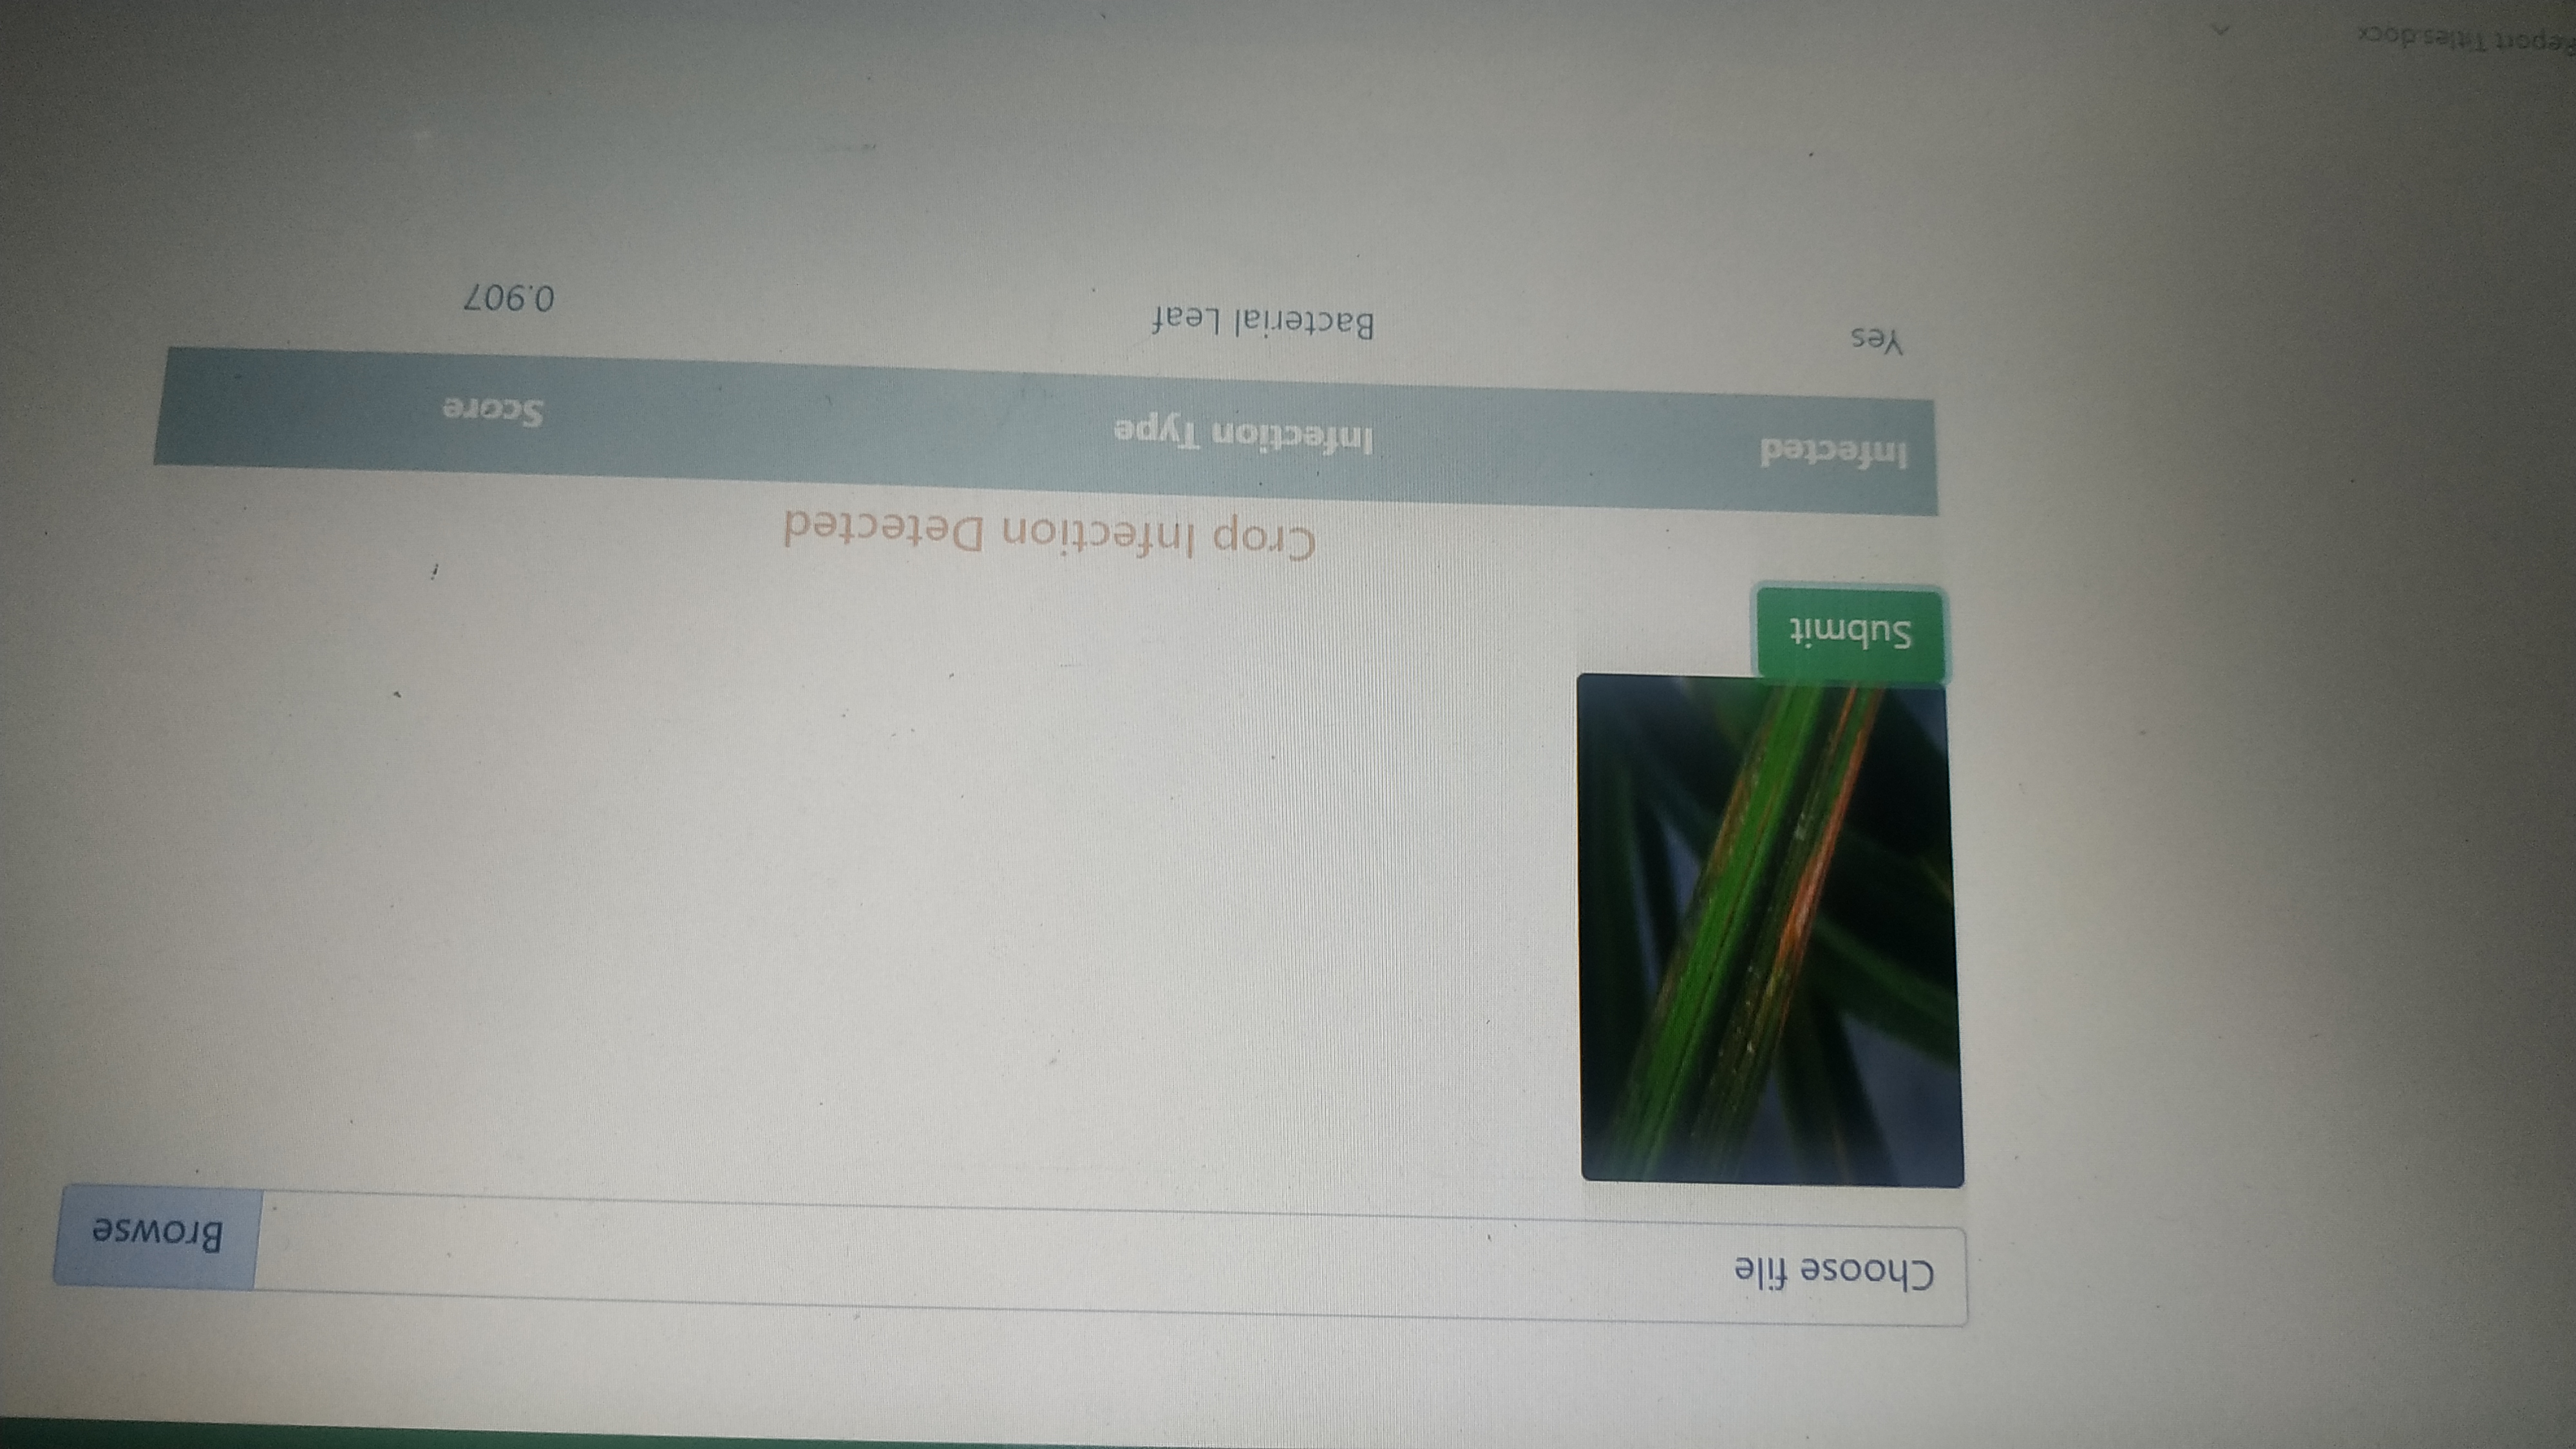 Choose file
Browse
Submit
Crop Infection Detected
Infected Infection Type Score
Yes Bacterial Leaf 0.907
Report Titles.docx